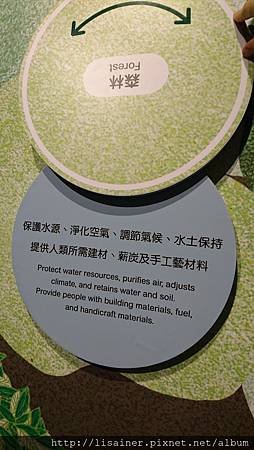 森林
Forest
保護水源、淨化空氣、調節氣候、水土保持
提供人類所需建材、薪炭及手工藝材料
Protect water resources, purifies air, adjusts
climate, and retains water and soil.
Provide people with building materials, fuel,
and handicraft materials.
http://lisainer.pixnet.net/album